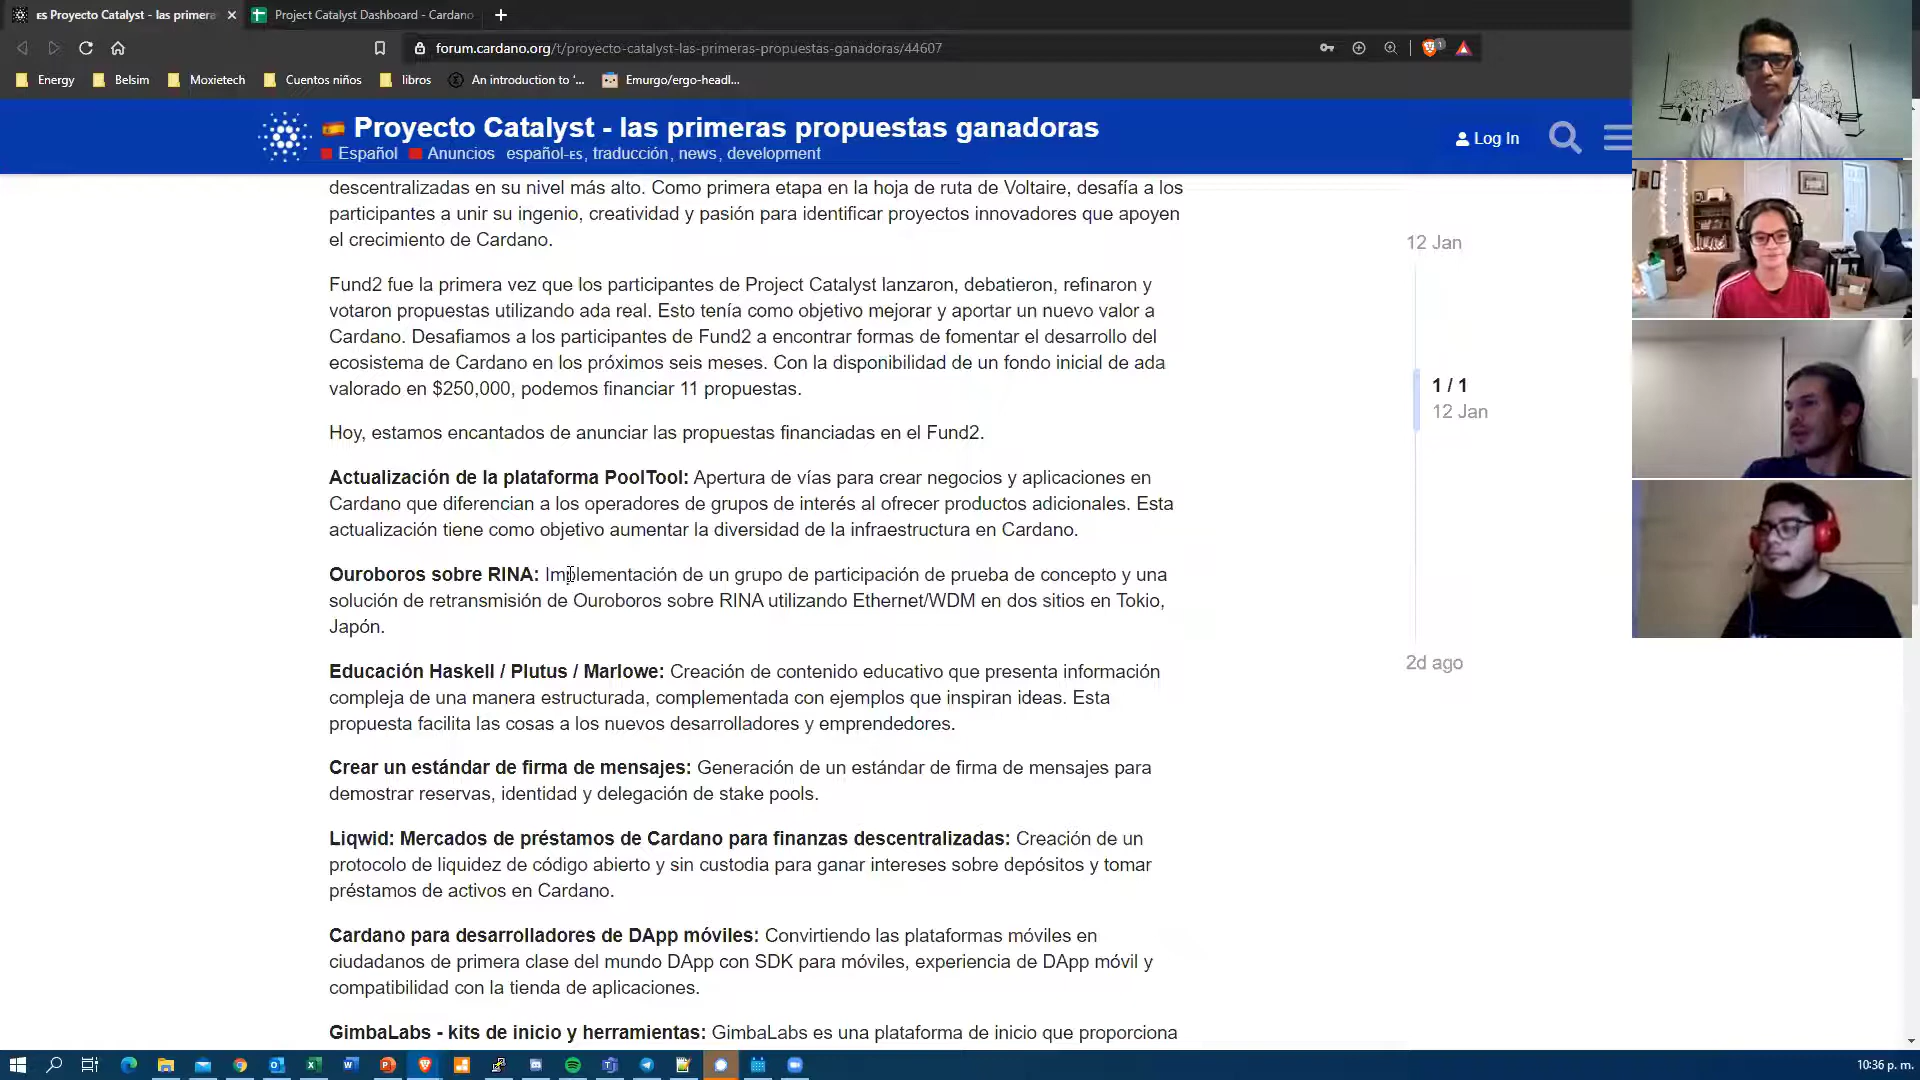 ES Proyecto Catalyst - las primera
Project Catalyst Dashboard - Cardano
forum.cardano.org/t/proyecto-catalyst-las-primeras-propuestas-ganadoras/44607
Energy Belsim Moxietech Cuentos niños libros An introduction to ‘... Emurgo/ergo-headl...
Proyecto Catalyst - las primeras propuestas ganadoras
Español Anuncios español-ES, traducción, news, development
Log In
descentralizadas en su nivel más alto. Como primera etapa en la hoja de ruta de Voltaire, desafía a los
participantes a unir su ingenio, creatividad y pasión para identificar proyectos innovadores que apoyen
el crecimiento de Cardano.
Fund2 fue la primera vez que los participantes de Project Catalyst lanzaron, debatieron, refinaron y
votaron propuestas utilizando ada real. Esto tenía como objetivo mejorar y aportar un nuevo valor a
Cardano. Desafiamos a los participantes de Fund2 a encontrar formas de fomentar el desarrollo del
ecosistema de Cardano en los próximos seis meses. Con la disponibilidad de un fondo inicial de ada
valorado en $250,000, podemos financiar 11 propuestas.
Hoy, estamos encantados de anunciar las propuestas financiadas en el Fund2.
Actualización de la plataforma PoolTool: Apertura de vías para crear negocios y aplicaciones en
Cardano que diferencian a los operadores de grupos de interés al ofrecer productos adicionales. Esta
actualización tiene como objetivo aumentar la diversidad de la infraestructura en Cardano.
Ouroboros sobre RINA: Implementación de un grupo de participación de prueba de concepto y una
solución de retransmisión de Ouroboros sobre RINA utilizando Ethernet/WDM en dos sitios en Tokio,
Japón.
Educación Haskell / Plutus / Marlowe: Creación de contenido educativo que presenta información
compleja de una manera estructurada, complementada con ejemplos que inspiran ideas. Esta
propuesta facilita las cosas a los nuevos desarrolladores y emprendedores.
Crear un estándar de firma de mensajes: Generación de un estándar de firma de mensajes para
demostrar reservas, identidad y delegación de stake pools.
Liqwid: Mercados de préstamos de Cardano para finanzas descentralizadas: Creación de un
protocolo de liquidez de código abierto y sin custodia para ganar intereses sobre depósitos y tomar
préstamos de activos en Cardano.
Cardano para desarrolladores de DApp móviles: Convirtiendo las plataformas móviles en
ciudadanos de primera clase del mundo DApp con SDK para móviles, experiencia de DApp móvil y
compatibilidad con la tienda de aplicaciones.
GimbaLabs - kits de inicio y herramientas: GimbaLabs es una plataforma de inicio que proporciona
12 Jan
1 / 1
12 Jan
2d ago
10:36 p. m.